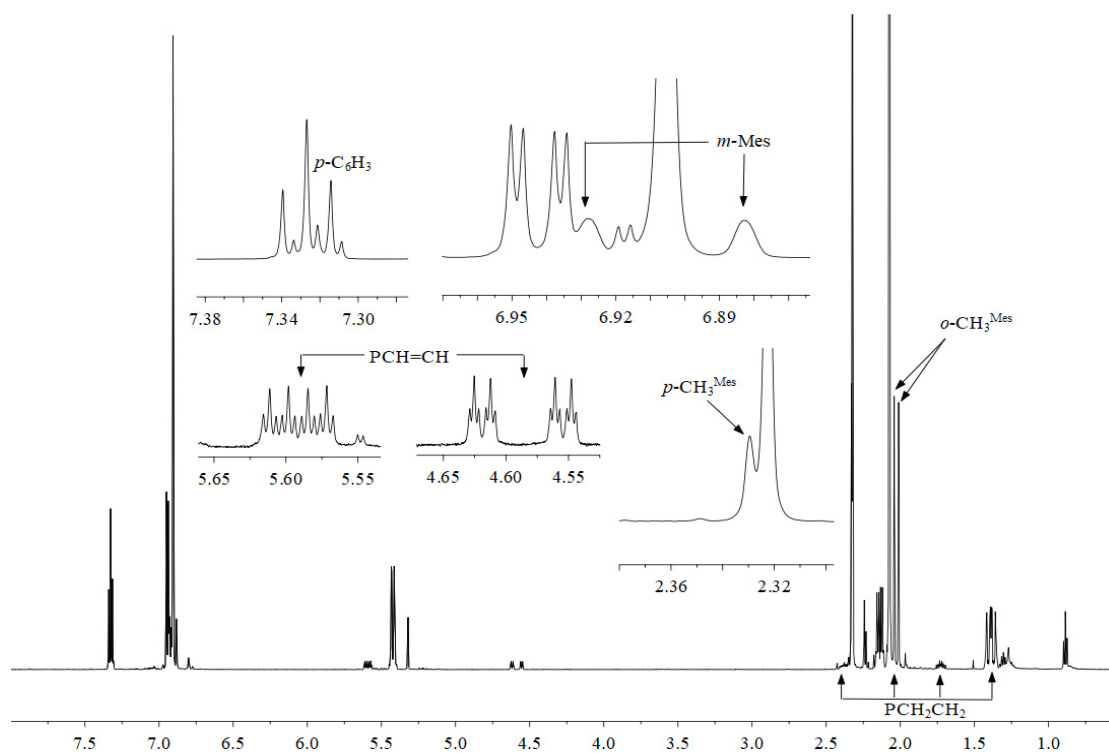 m-Mes
p-C₆H₃
7.38 7.34 7.30
6.95 6.92 6.89
o-CH₃ᴹᵉˢ
PCH=CH
p-CH₃ᴹᵉˢ
5.65 5.60 5.55
4.65 4.60 4.55
2.36 2.32
PCH₂CH₂
7.5 7.0 6.5 6.0 5.5 5.0 4.5 4.0 3.5 3.0 2.5 2.0 1.5 1.0